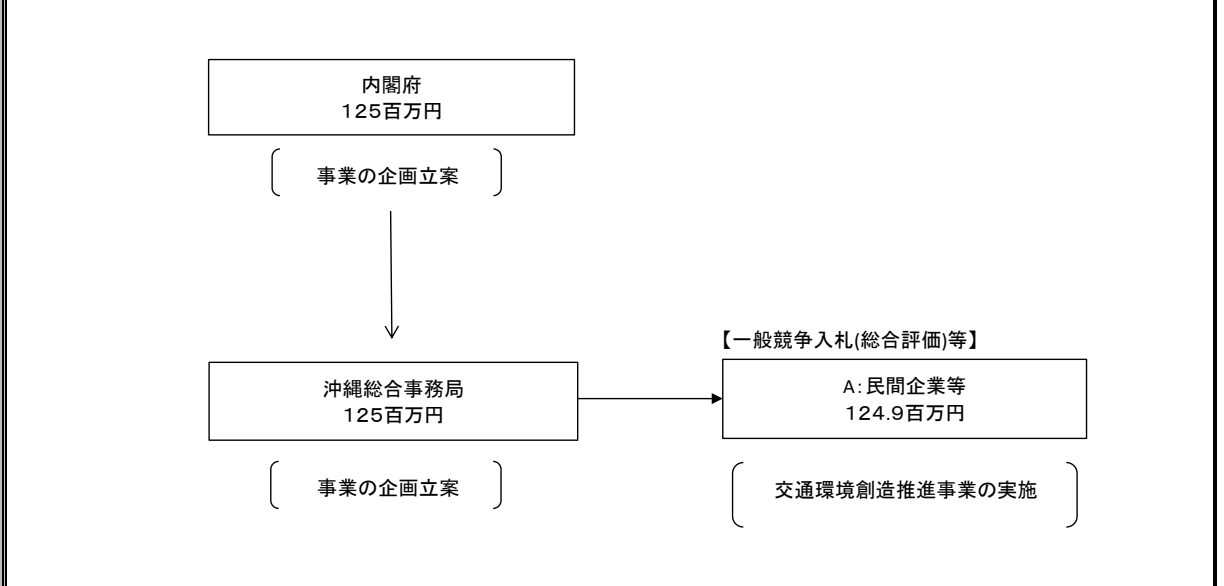 内閣府
125百万円
事業の企画立案
沖縄総合事務局
125百万円
事業の企画立案
【一般競争入札(総合評価)等】
A:民間企業等
124.9百万円
交通環境創造推進事業の実施